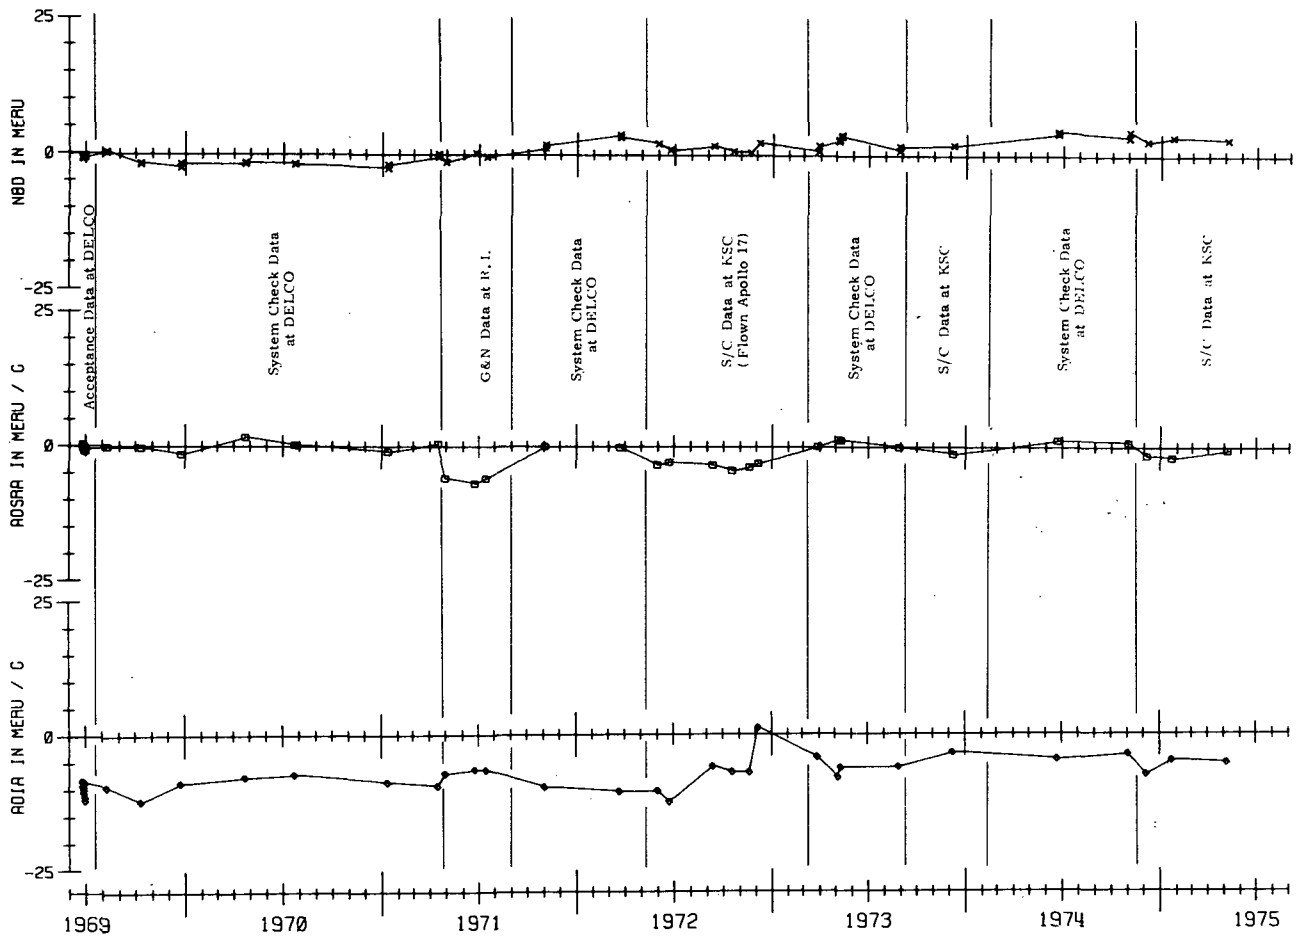 25
0
-25
NBD IN MERU
Acceptance Data at DELCO
System Check Data
at DELCO
G&N Data at R.I.
System Check Data
at DELCO
S/C Data at KSC
(Flown Apollo 17)
System Check Data
at DELCO
S/C Data at KSC
System Check Data
at DELCO
S/C Data at KSC
25
0
-25
ADSRA IN MERU / G
25
0
-25
ADIA IN MERU / G
1969
1970
1971
1972
1973
1974
1975